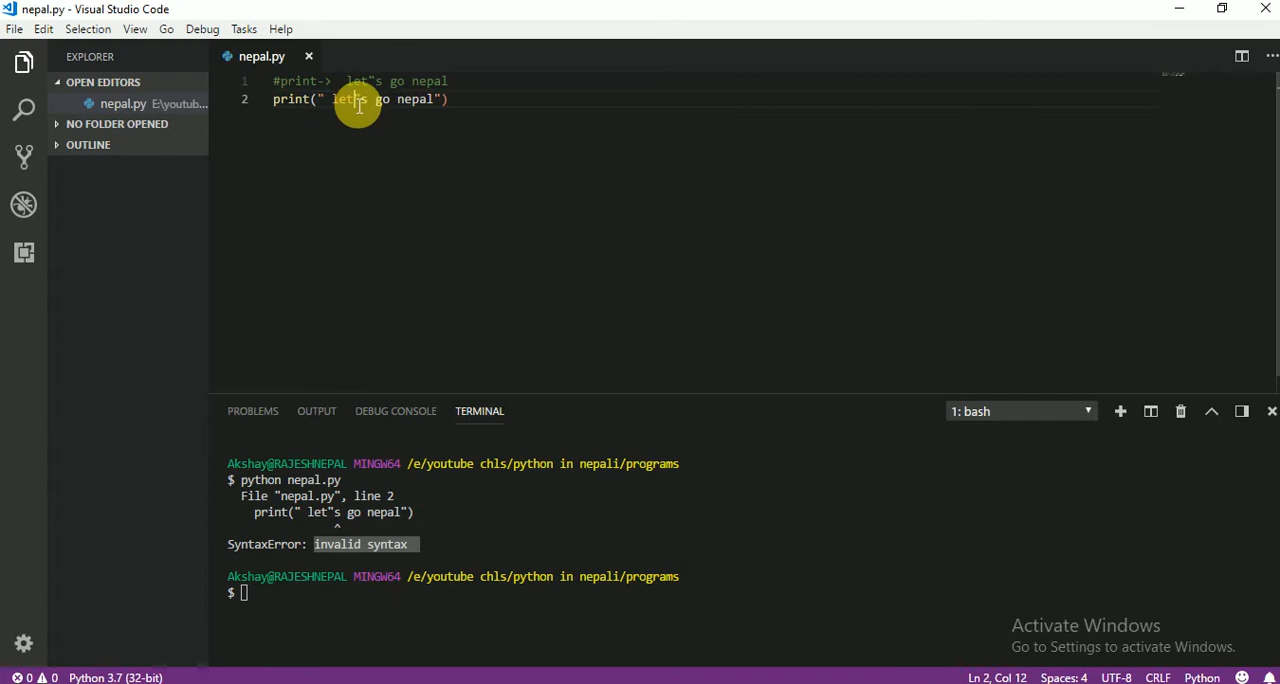 nepal.py - Visual Studio Code
File Edit Selection View Go Debug Tasks Help
EXPLORER
nepal.py ×
OPEN EDITORS
nepal.py E\youtub...
NO FOLDER OPENED
OUTLINE
1 #print-> let"s go nepal
2 print(" let"s go nepal")
PROBLEMS OUTPUT DEBUG CONSOLE TERMINAL
1: bash
Akshay@RAJESHNEPAL MINGW64 /e/youtube chls/python in nepali/programs
$ python nepal.py
File "nepal.py", line 2
print(" let"s go nepal")
^
SyntaxError: invalid syntax
Akshay@RAJESHNEPAL MINGW64 /e/youtube chls/python in nepali/programs
$
Activate Windows
Go to Settings to activate Windows.
0 0 Python 3.7 (32-bit)
Ln 2, Col 12 Spaces: 4 UTF-8 CRLF Python